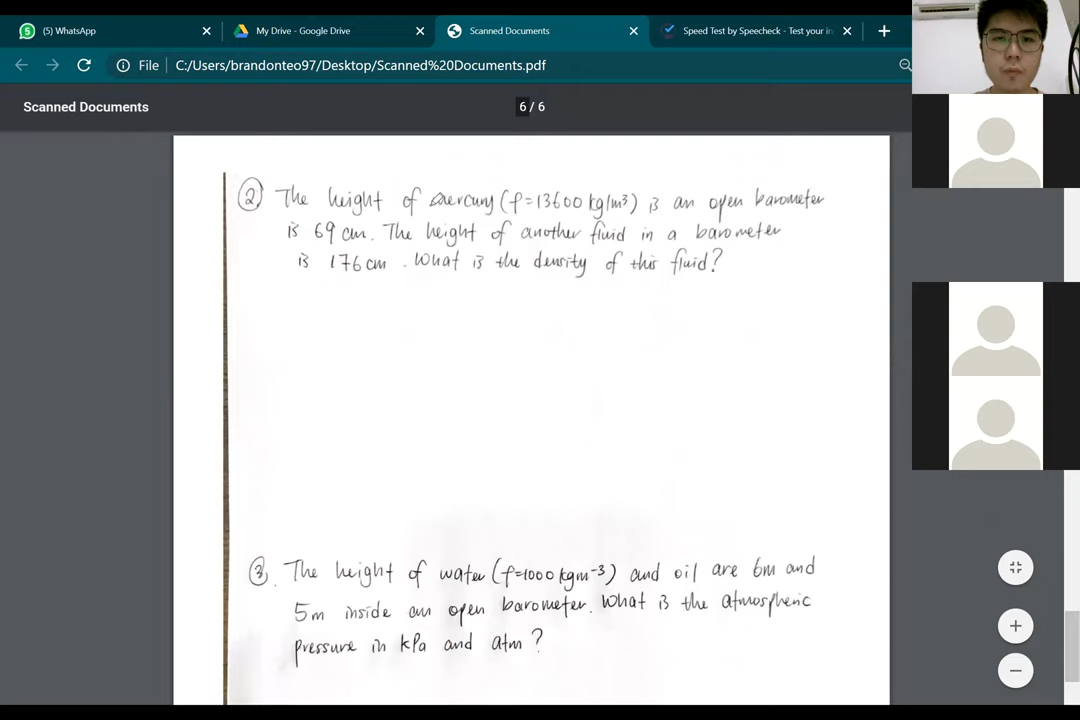 (5) WhatsApp
My Drive - Google Drive
Scanned Documents
Speed Test by Speecheck - Test your in
File
C:/Users/brandonteo97/Desktop/Scanned%20Documents.pdf
Scanned Documents
6 / 6
② The height of mercury (ρ=13600 kg/m³) is an open barometer
is 69 cm. The height of another fluid in a barometer
is 176 cm. What is the density of this fluid?
③. The height of water (ρ=1000 kgm⁻³) and oil are 6m and
5m inside an open barometer. What is the atmospheric
pressure in kPa and atm?